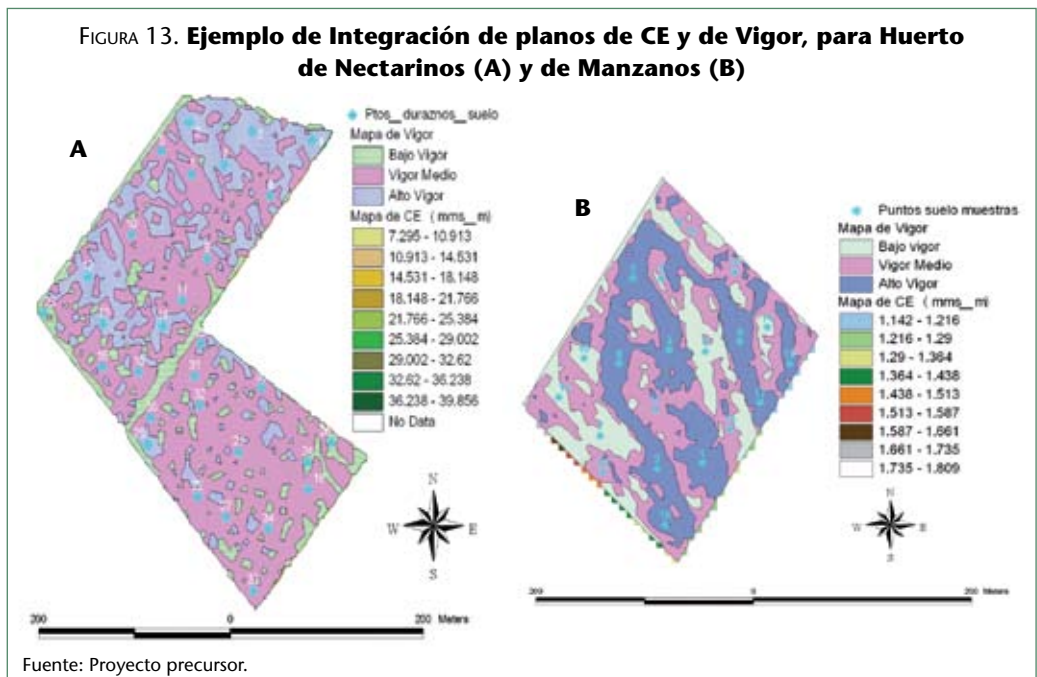 FIGURA 13. Ejemplo de Integración de planos de CE y de Vigor, para Huerto
de Nectarinos (A) y de Manzanos (B)
A
Ptos__duraznos__suelo
Mapa de Vigor
Bajo Vigor
Vigor Medio
Alto Vigor
Mapa de CE ( mms__m)
7.295 - 10.913
10.913 - 14.531
14.531 - 18.148
18.148 - 21.766
21.766 - 25.384
25.384 - 29.002
29.002 - 32.62
32.62 - 36.238
36.238 - 39.856
No Data
N
W E
S
200 0 200 Meters
B
Puntos suelo muestras
Mapa de Vigor
Bajo vigor
Vigor Medio
Alto Vigor
Mapa de CE ( mms__m)
1.142 - 1.216
1.216 - 1.29
1.29 - 1.364
1.364 - 1.438
1.438 - 1.513
1.513 - 1.587
1.587 - 1.661
1.661 - 1.735
1.735 - 1.809
N
W E
S
200 0 200 Meters
Fuente: Proyecto precursor.